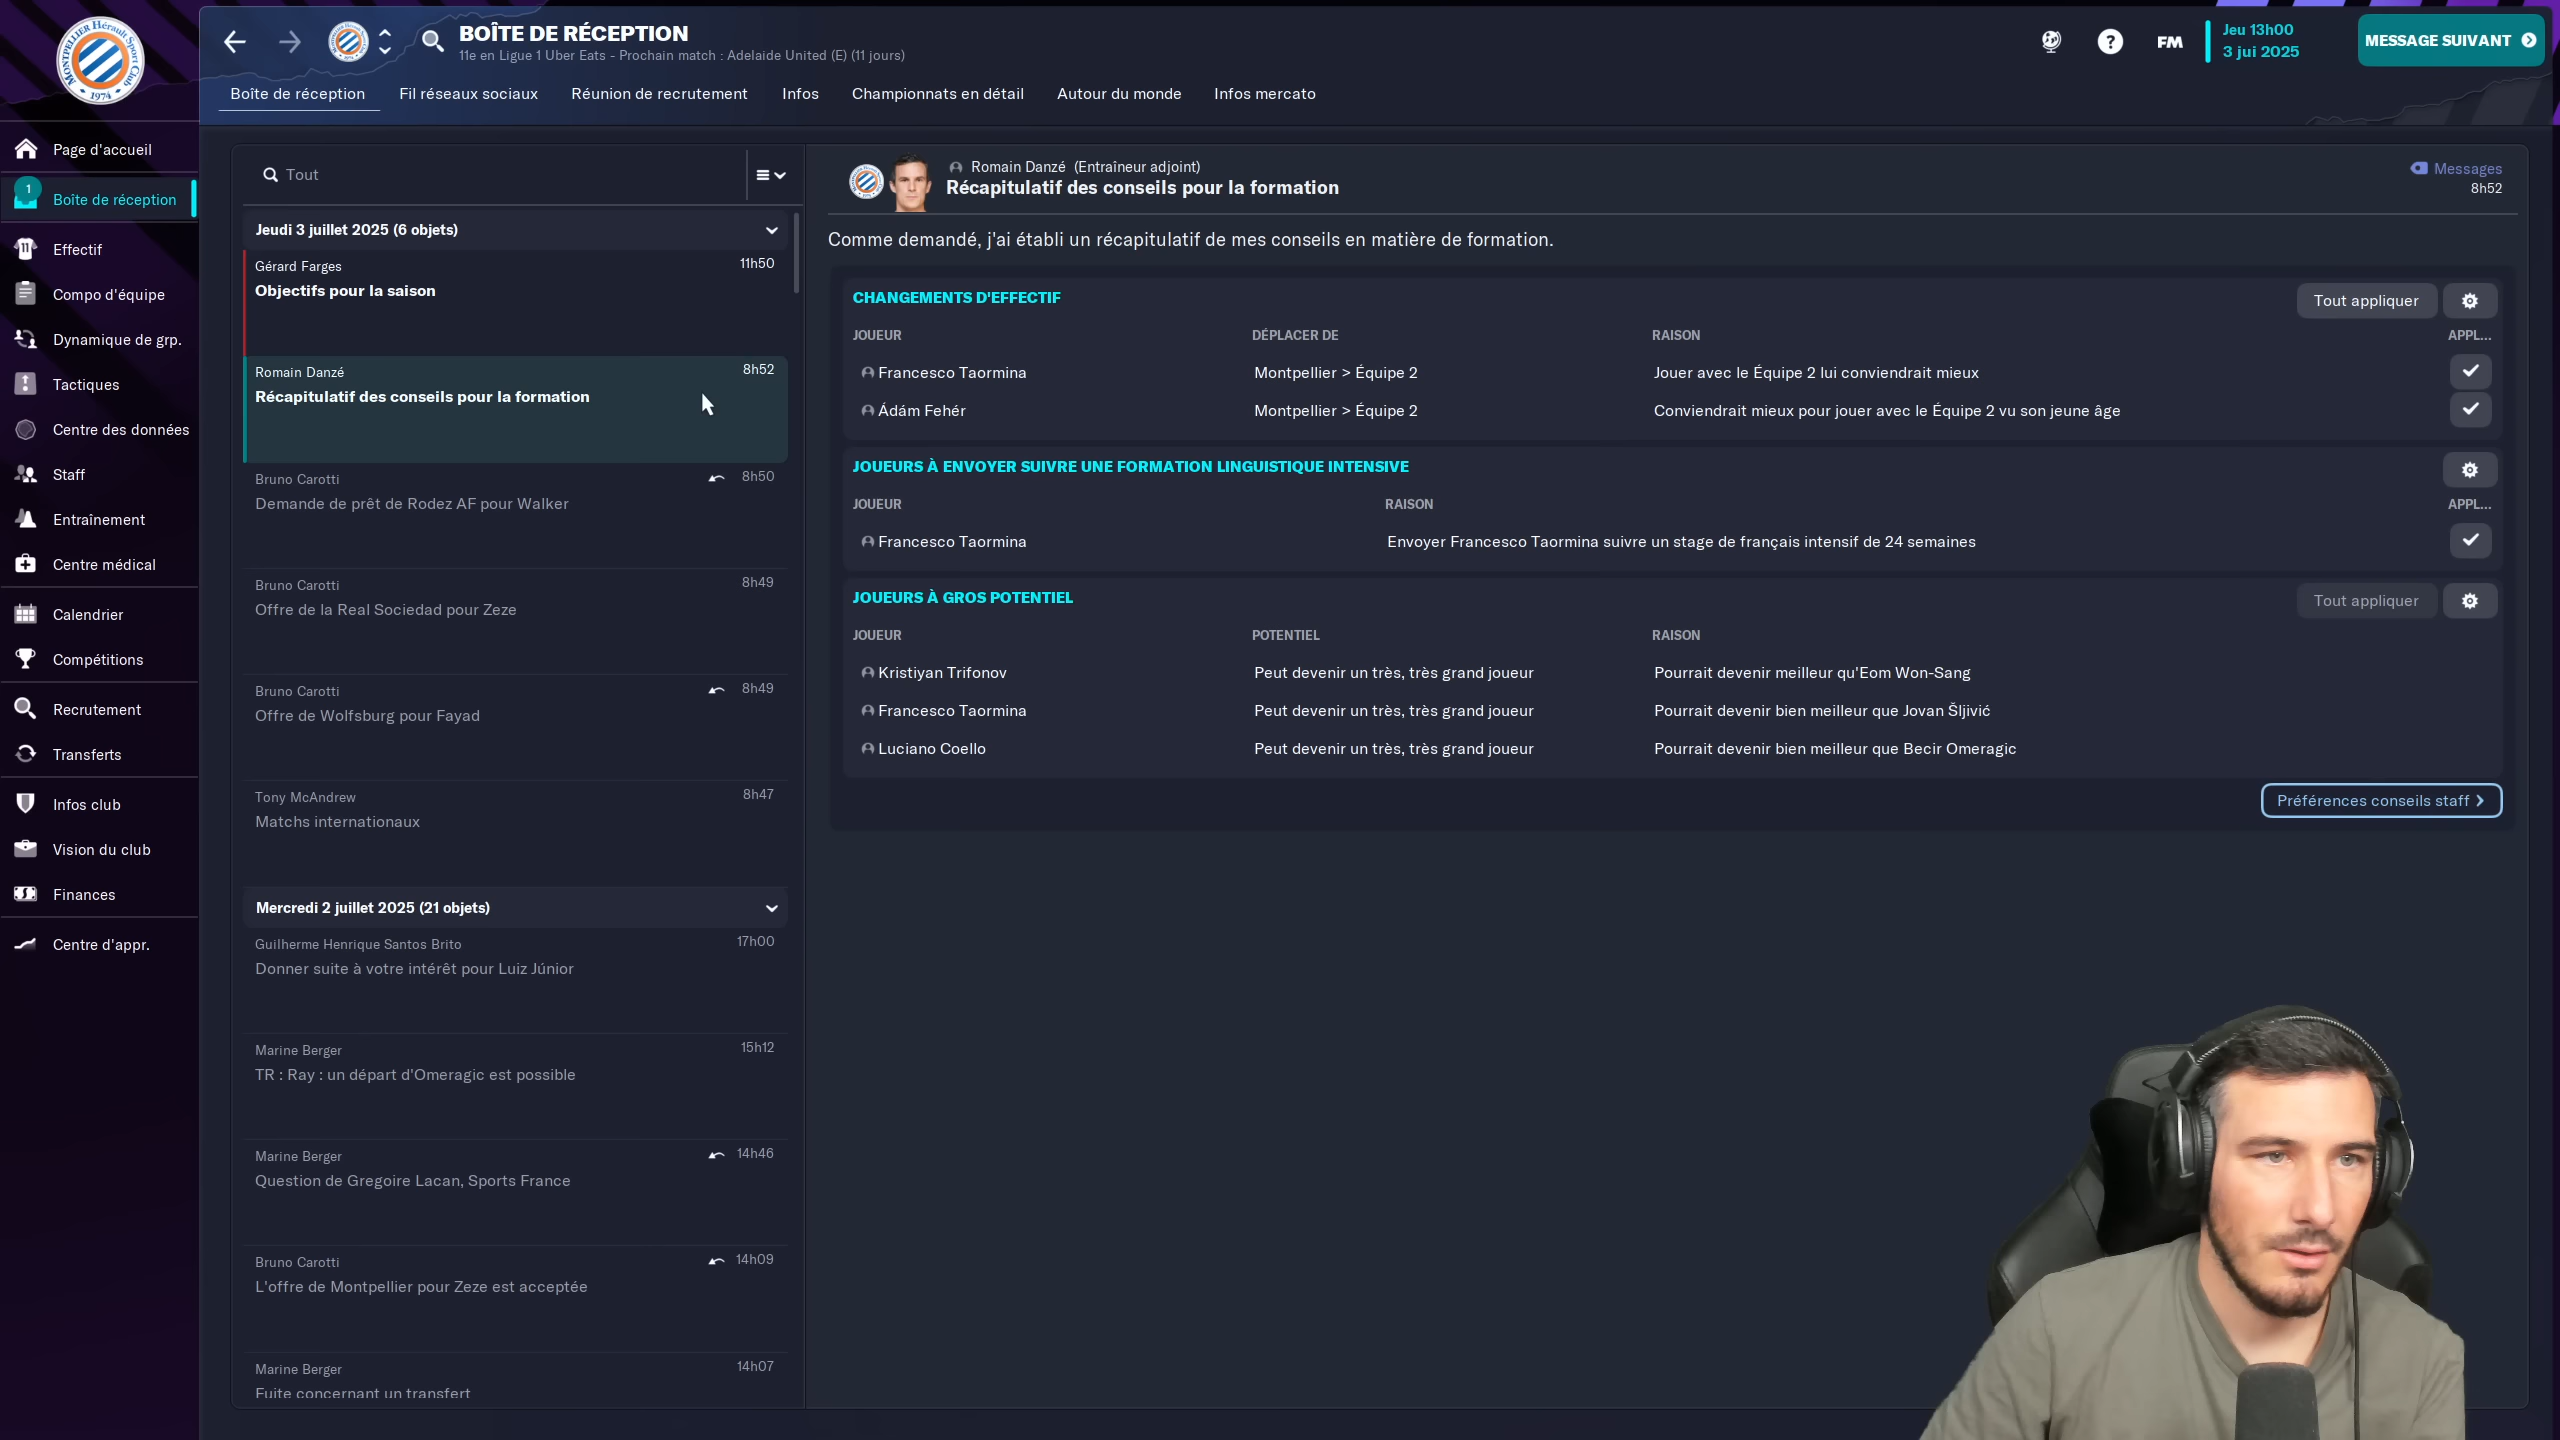 MONTPELLIER Hérault Sport Club
1974
BOÎTE DE RÉCEPTION
11e en Ligue 1 Uber Eats - Prochain match : Adelaide United (E) (11 jours)
FM
Jeu 13h00
3 jui 2025
MESSAGE SUIVANT
Boîte de réception
Fil réseaux sociaux
Réunion de recrutement
Infos
Championnats en détail
Autour du monde
Infos mercato
Page d'accueil
1
Boîte de réception
Effectif
Compo d'équipe
Dynamique de grp.
Tactiques
Centre des données
Staff
Entraînement
Centre médical
Calendrier
Compétitions
Recrutement
Transferts
Infos club
Vision du club
Finances
Centre d'appr.
Tout
Jeudi 3 juillet 2025 (6 objets)
Gérard Farges 11h50
Objectifs pour la saison
Romain Danzé 8h52
Récapitulatif des conseils pour la formation
Bruno Carotti 8h50
Demande de prêt de Rodez AF pour Walker
Bruno Carotti 8h49
Offre de la Real Sociedad pour Zeze
Bruno Carotti 8h49
Offre de Wolfsburg pour Fayad
Tony McAndrew 8h47
Matchs internationaux
Mercredi 2 juillet 2025 (21 objets)
Guilherme Henrique Santos Brito 17h00
Donner suite à votre intérêt pour Luiz Júnior
Marine Berger 15h12
TR : Ray : un départ d'Omeragic est possible
Marine Berger 14h46
Question de Gregoire Lacan, Sports France
Bruno Carotti 14h09
L'offre de Montpellier pour Zeze est acceptée
Marine Berger 14h07
Fuite concernant un transfert
Romain Danzé (Entraîneur adjoint)
Récapitulatif des conseils pour la formation
Messages
8h52
Comme demandé, j'ai établi un récapitulatif de mes conseils en matière de formation.
CHANGEMENTS D'EFFECTIF
Tout appliquer
JOUEUR DÉPLACER DE RAISON APPL...
Francesco Taormina Montpellier > Équipe 2 Jouer avec le Équipe 2 lui conviendrait mieux
Ádám Fehér Montpellier > Équipe 2 Conviendrait mieux pour jouer avec le Équipe 2 vu son jeune âge
JOUEURS À ENVOYER SUIVRE UNE FORMATION LINGUISTIQUE INTENSIVE
JOUEUR RAISON APPL...
Francesco Taormina Envoyer Francesco Taormina suivre un stage de français intensif de 24 semaines
JOUEURS À GROS POTENTIEL
Tout appliquer
JOUEUR POTENTIEL RAISON
Kristiyan Trifonov Peut devenir un très, très grand joueur Pourrait devenir meilleur qu'Eom Won-Sang
Francesco Taormina Peut devenir un très, très grand joueur Pourrait devenir bien meilleur que Jovan Šljivić
Luciano Coello Peut devenir un très, très grand joueur Pourrait devenir bien meilleur que Becir Omeragic
Préférences conseils staff